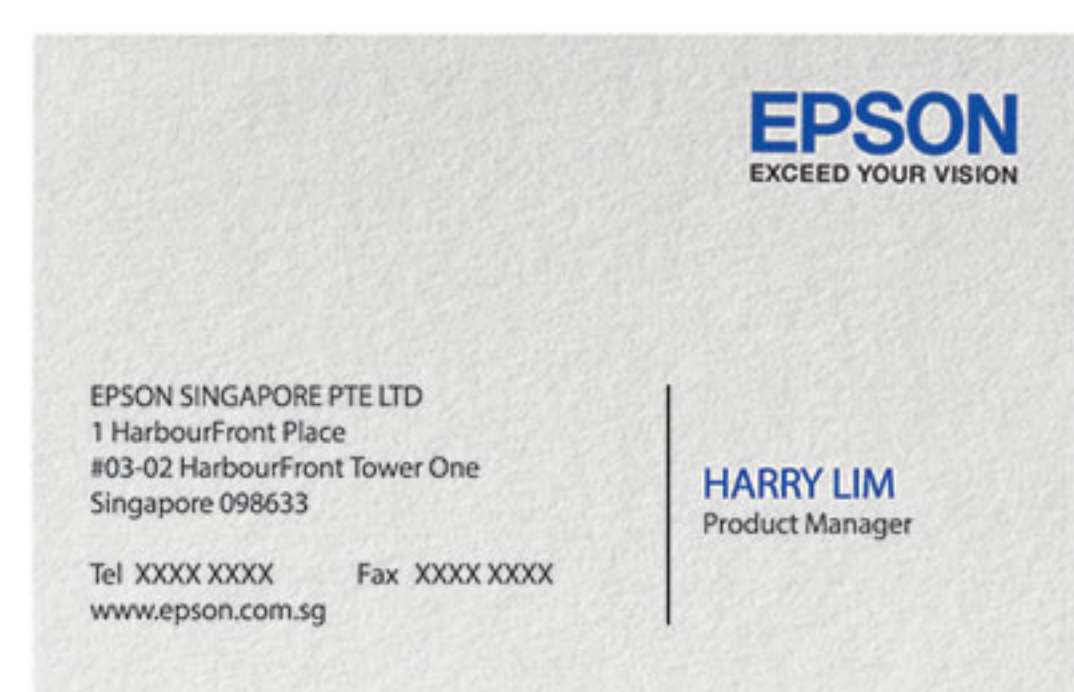 EPSON
EXCEED YOUR VISION
EPSON SINGAPORE PTE LTD
1 HarbourFront Place
#03-02 HarbourFront Tower One
Singapore 098633
Tel XXXX XXXX Fax XXXX XXXX
www.epson.com.sg
HARRY LIM
Product Manager